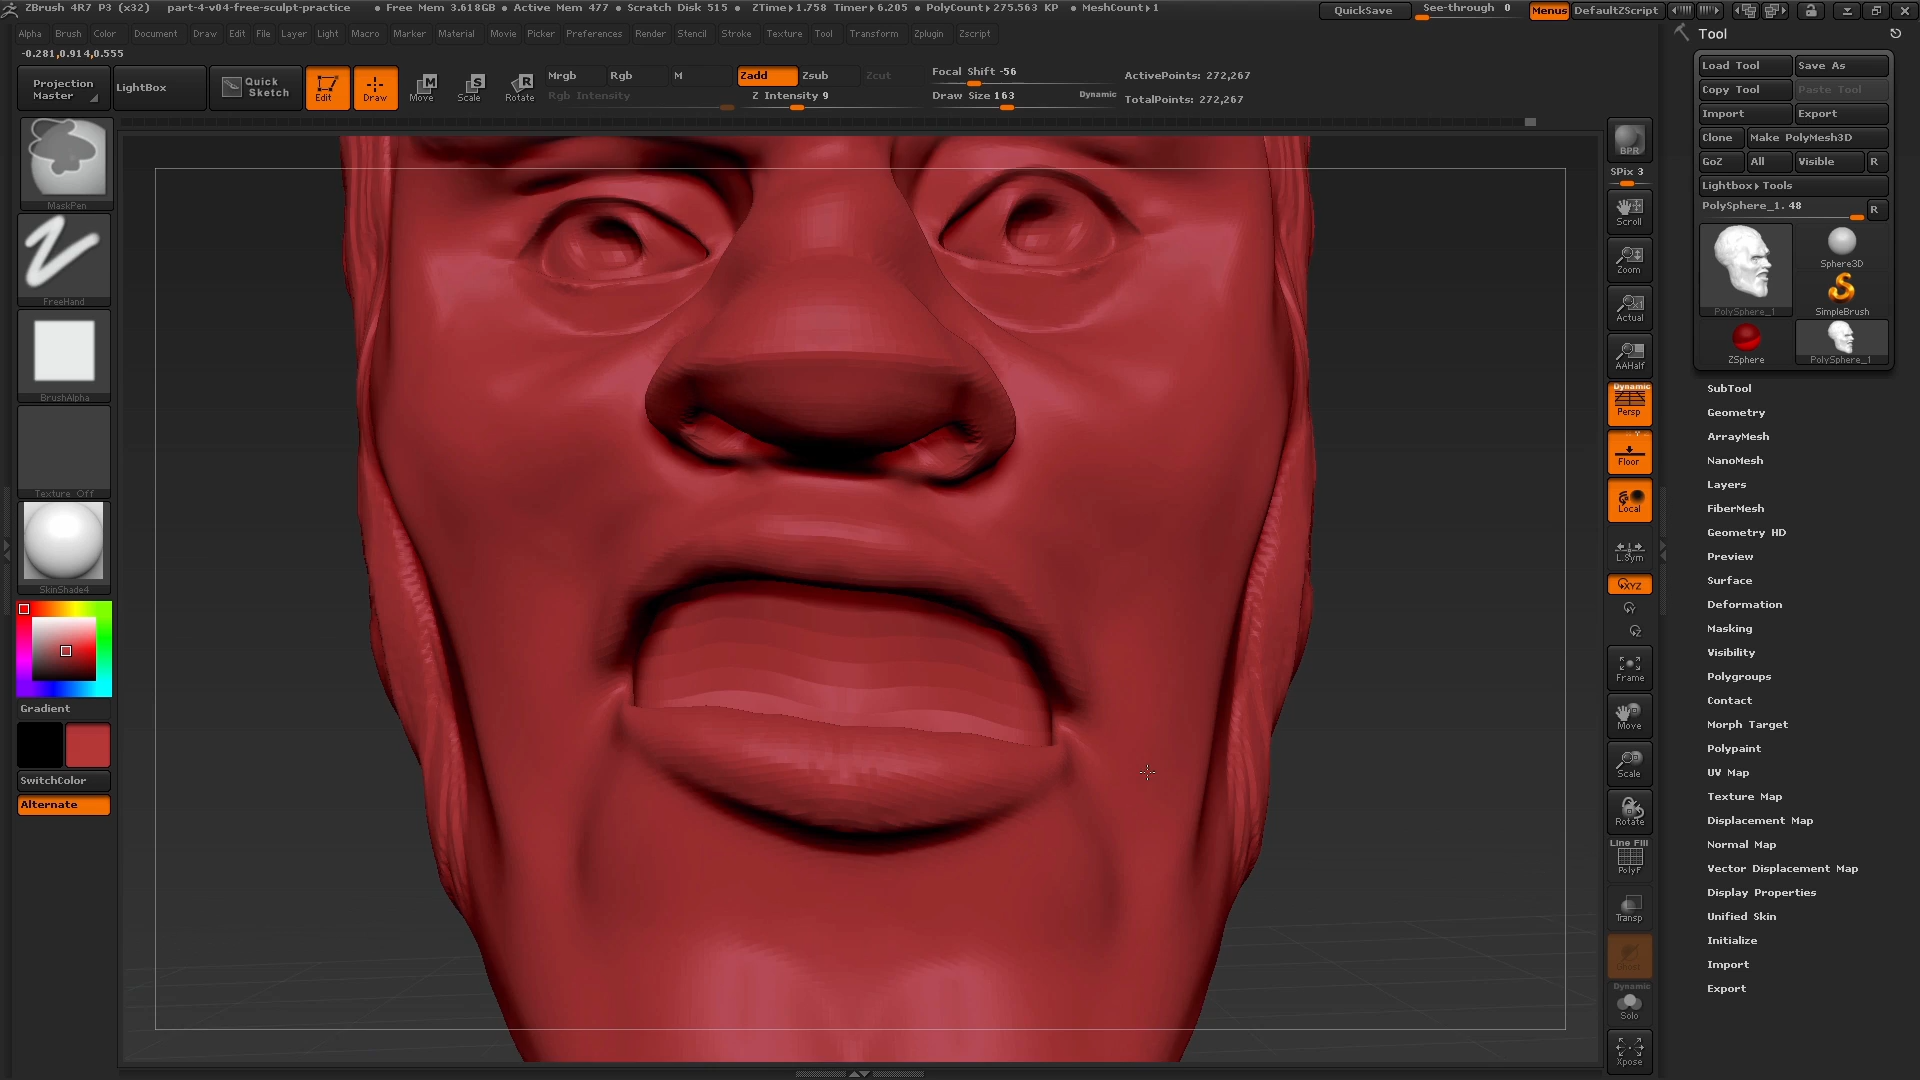 ZBrush 4R7 P3 (x32) part-4-v04-free-sculpt-practice • Free Mem 3.618GB • Active Mem 477 • Scratch Disk 515 • ZTime▸1.758 Timer▸6.205 • PolyCount▸275.563 KP • MeshCount▸1 QuickSave See-through 0 Menus DefaultZScript
Alpha Brush Color Document Draw Edit File Layer Light Macro Marker Material Movie Picker Preferences Render Stencil Stroke Texture Tool Transform Zplugin Zscript
-0.281,0.914,0.555
Projection Master
LightBox
Quick Sketch
Edit
Draw
Move
Scale
Rotate
Mrgb Rgb M
Rgb Intensity
Zadd Zsub Zcut
Z Intensity 9
Focal Shift -56
Draw Size 163 Dynamic
ActivePoints: 272,267
TotalPoints: 272,267
MaskPen
FreeHand
BrushAlpha
Texture Off
SkinShade4
Gradient
SwitchColor
Alternate
BPR
SPix 3
Scroll
Zoom
Actual
AAHalf
Dynamic
Persp
Floor
Local
L.Sym
XYZ
Y
Z
Frame
Move
Scale
Rotate
Line Fill
PolyF
Transp
Ghost
Dynamic
Solo
Xpose
Tool
Load Tool Save As
Copy Tool Paste Tool
Import Export
Clone Make PolyMesh3D
GoZ All Visible R
Lightbox▸Tools
PolySphere_1. 48 R
PolySphere_1
Sphere3D
SimpleBrush
ZSphere
PolySphere_1
SubTool
Geometry
ArrayMesh
NanoMesh
Layers
FiberMesh
Geometry HD
Preview
Surface
Deformation
Masking
Visibility
Polygroups
Contact
Morph Target
Polypaint
UV Map
Texture Map
Displacement Map
Normal Map
Vector Displacement Map
Display Properties
Unified Skin
Initialize
Import
Export